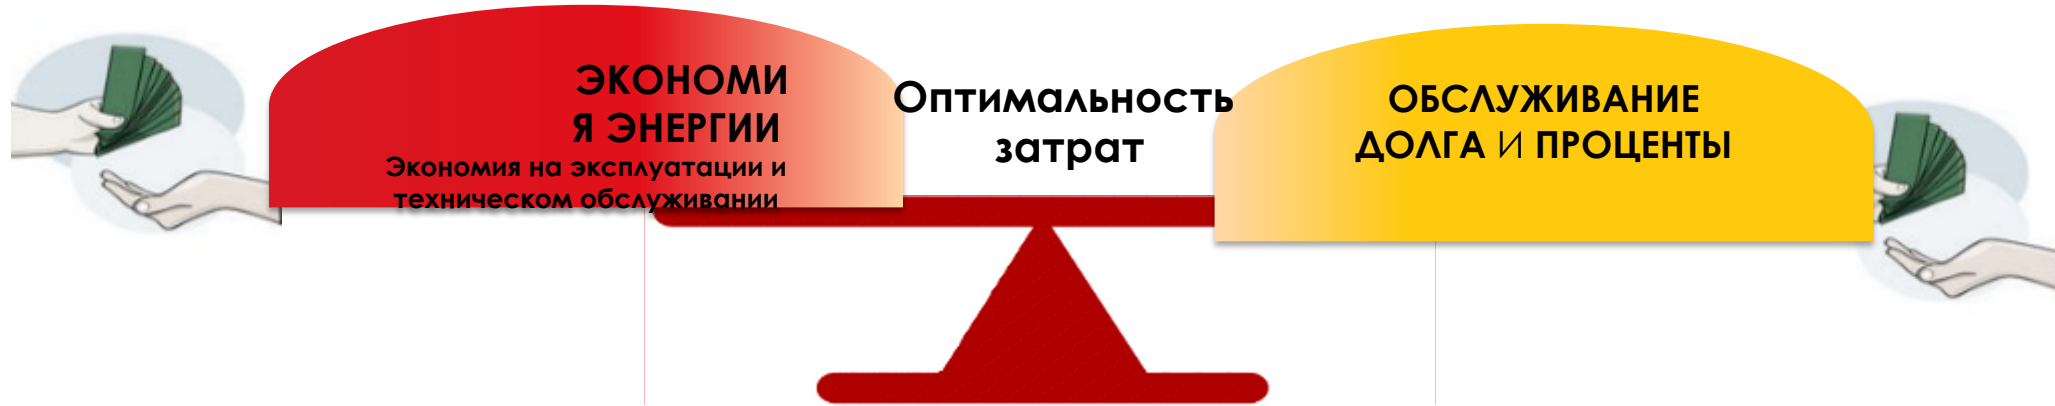 ЭКОНОМИ
Я ЭНЕРГИИ
Экономия на эксплуатации и
техническом обслуживании
Оптимальность
затрат
ОБСЛУЖИВАНИЕ
ДОЛГА И ПРОЦЕНТЫ